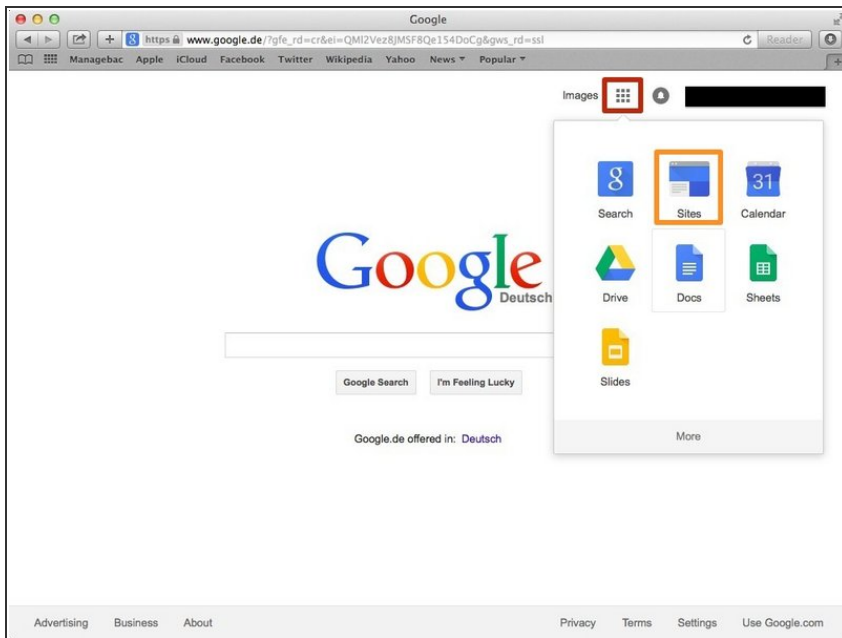 Google
https www.google.de/?gfe_rd=cr&ei=QMI2Vez8JMSF8Qe154DoCg&gws_rd=ssl
Reader
Managebac Apple iCloud Facebook Twitter Wikipedia Yahoo News Popular
Images
8
31
Search Sites Calendar
Google
Deutsch
Drive Docs Sheets
Slides
Google Search I'm Feeling Lucky
More
Google.de offered in: Deutsch
Advertising Business About Privacy Terms Settings Use Google.com